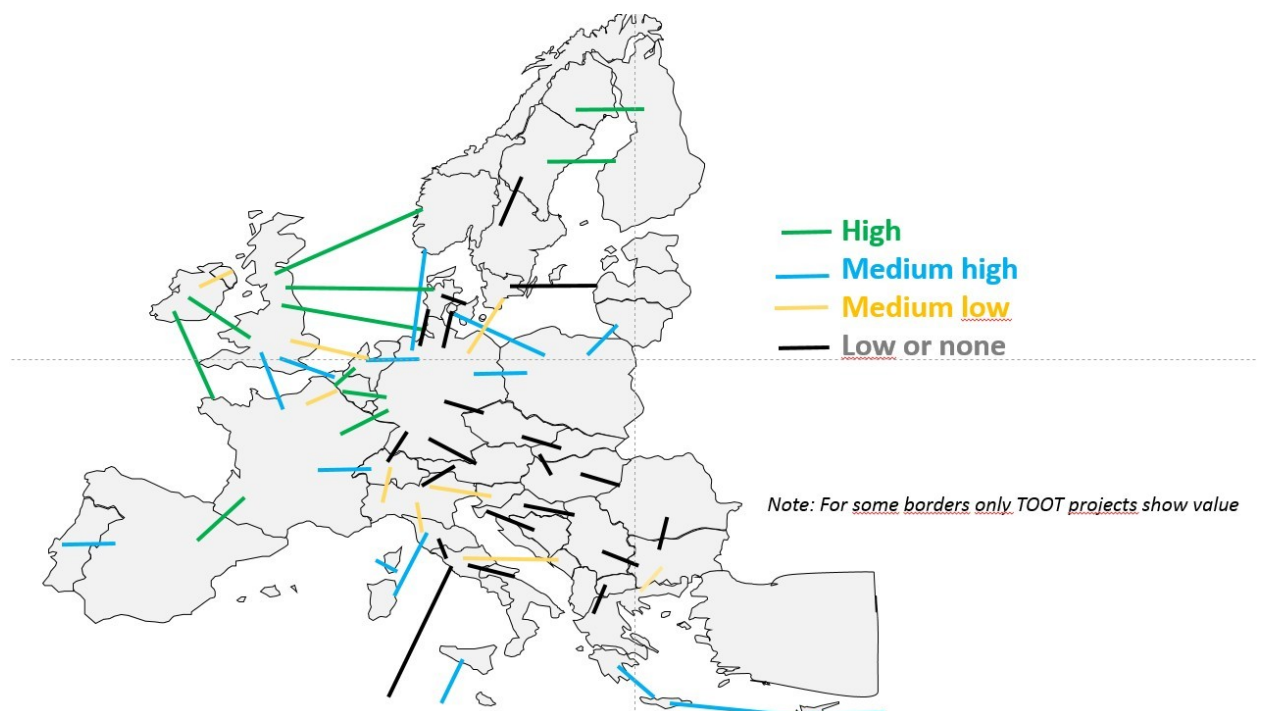 High
Medium high
Medium low
Low or none
Note: For some borders only TOOT projects show value